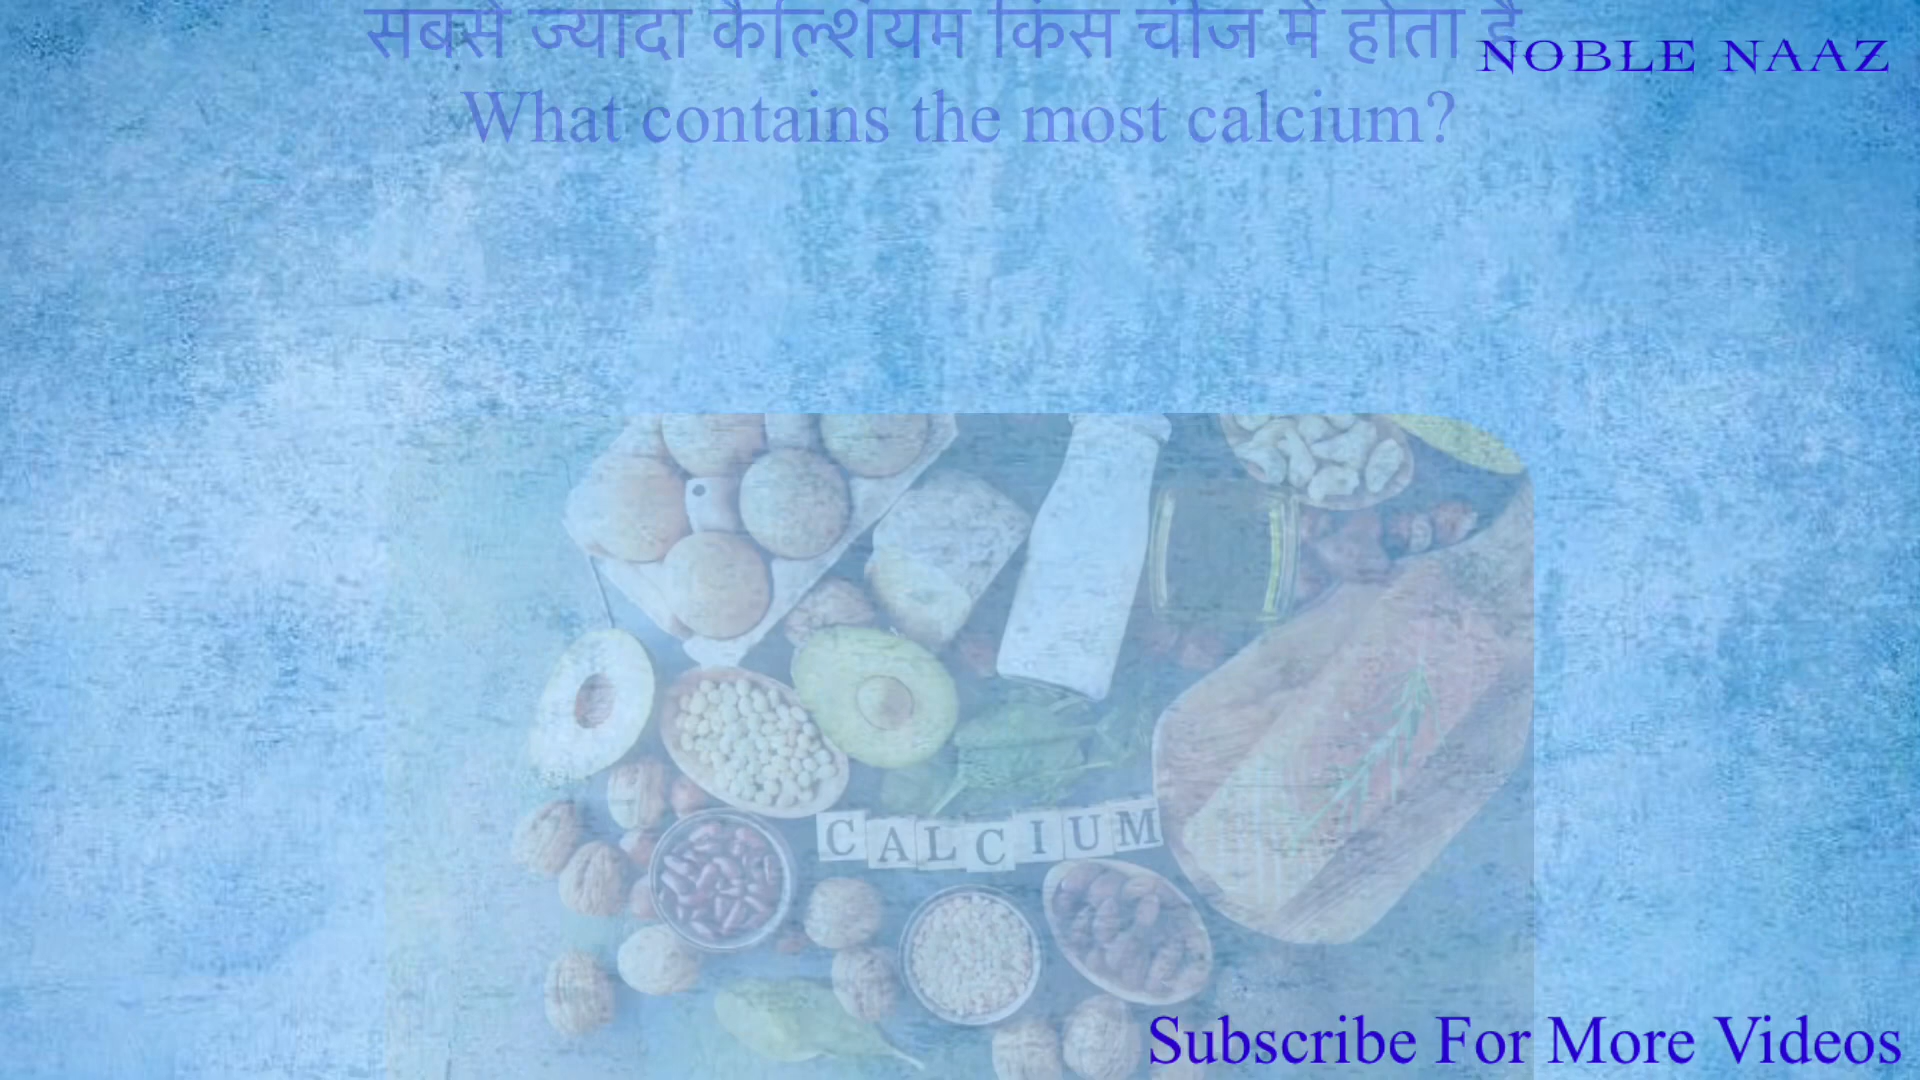 सबसे ज्यादा कैल्शियम किस चीज में होता है
NOBLE NAAZ
What contains the most calcium?
CALCIUM
Subscribe For More Videos